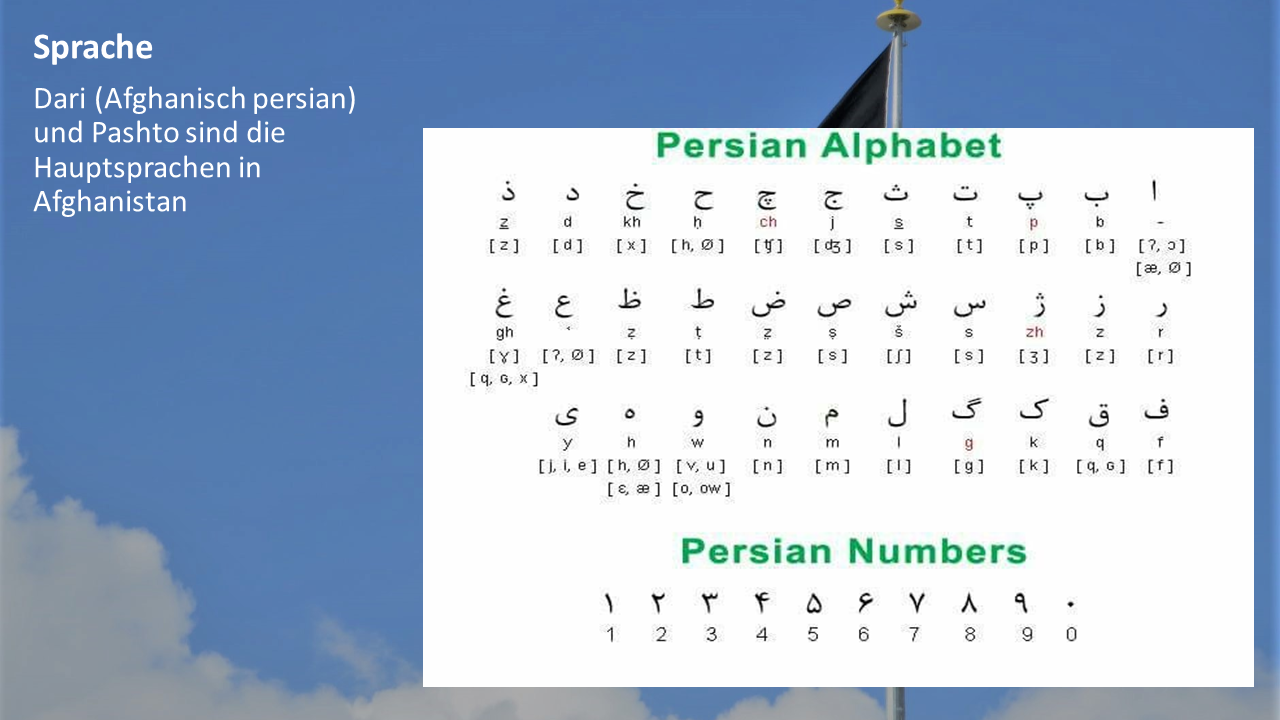 Sprache
Dari (Afghanisch persian)
und Pashto sind die
Hauptsprachen in
Afghanistan
Persian Alphabet
ا ب پ ت ث ج چ ح خ د ذ
z d kh ḥ ch j s t p b -
[z] [d] [x] [h, Ø] [ʧ] [ʤ] [s] [t] [p] [b] [ʔ, ɔ]
[æ, Ø]
ر ز ژ س ش ص ض ط ظ ع غ
gh ʿ ẓ ṭ ẓ ṣ š s zh z r
[ɣ] [ʔ, Ø] [z] [t] [z] [s] [ʃ] [s] [ʒ] [z] [r]
[q, ɢ, x]
ف ق ک گ ل م ن و ه ی
y h w n m l g k q f
[j, i, e] [h, Ø] [v, u] [n] [m] [l] [g] [k] [q, ɢ] [f]
[ɛ, æ] [o, ow]
Persian Numbers
۱ ۲ ۳ ۴ ۵ ۶ ۷ ۸ ۹ ۰
1 2 3 4 5 6 7 8 9 0